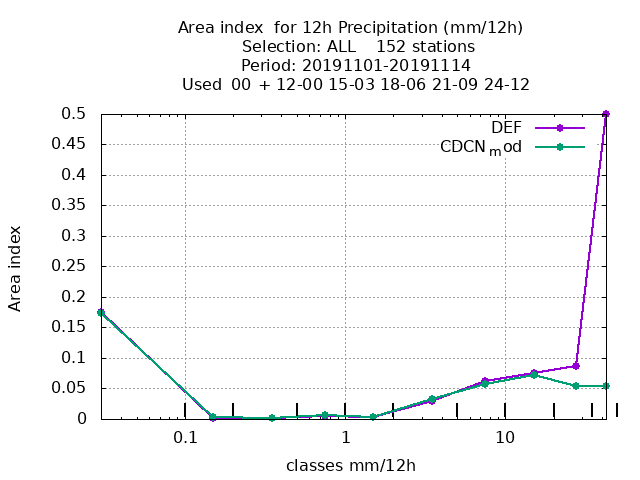 Area index  for 12h Precipitation (mm/12h)
Selection: ALL    152 stations
Period: 20191101-20191114
Used  00 + 12-00 15-03 18-06 21-09 24-12
DEF
CDCNmod
0.5
0.45
0.4
0.35
0.3
0.25
0.2
0.15
0.1
0.05
0
Area index
0.1 1 10
classes mm/12h